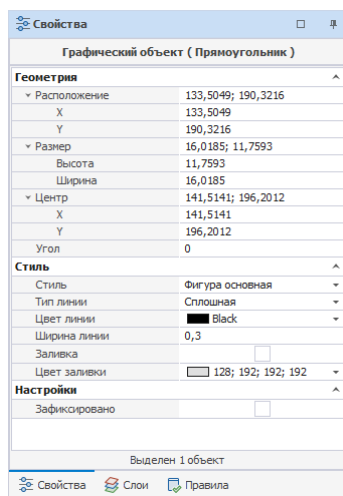 Свойства
Графический объект ( Прямоугольник )
Геометрия
Расположение 133,5049; 190,3216
X 133,5049
Y 190,3216
Размер 16,0185; 11,7593
Высота 11,7593
Ширина 16,0185
Центр 141,5141; 196,2012
X 141,5141
Y 196,2012
Угол 0
Стиль
Стиль Фигура основная
Тип линии Сплошная
Цвет линии Black
Ширина линии 0,3
Заливка
Цвет заливки 128; 192; 192; 192
Настройки
Зафиксировано
Выделен 1 объект
Свойства Слои Правила